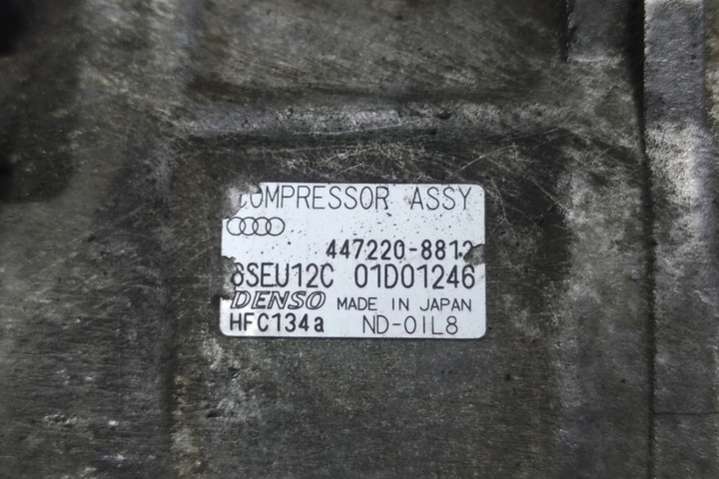 COMPRESSOR ASSY
447220-8812
6SEU12C 01D01246
DENSO MADE IN JAPAN
HFC134a ND-OIL8